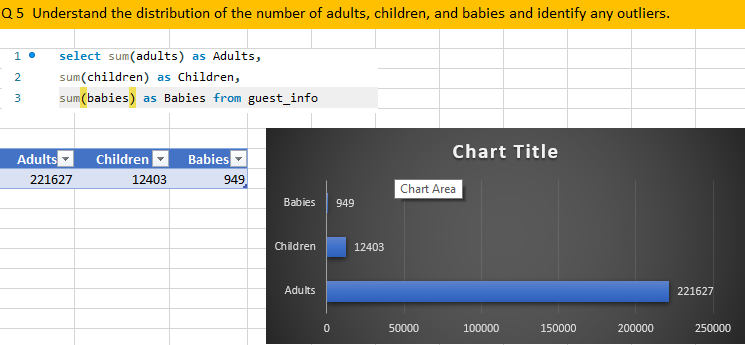 Q 5 Understand the distribution of the number of adults, children, and babies and identify any outliers.
1 select sum(adults) as Adults,
2 sum(children) as Children,
3 sum(babies) as Babies from guest_info
Adults Children Babies
221627 12403 949
Chart Title
Chart Area
Babies 949
Children 12403
Adults 221627
0 50000 100000 150000 200000 250000